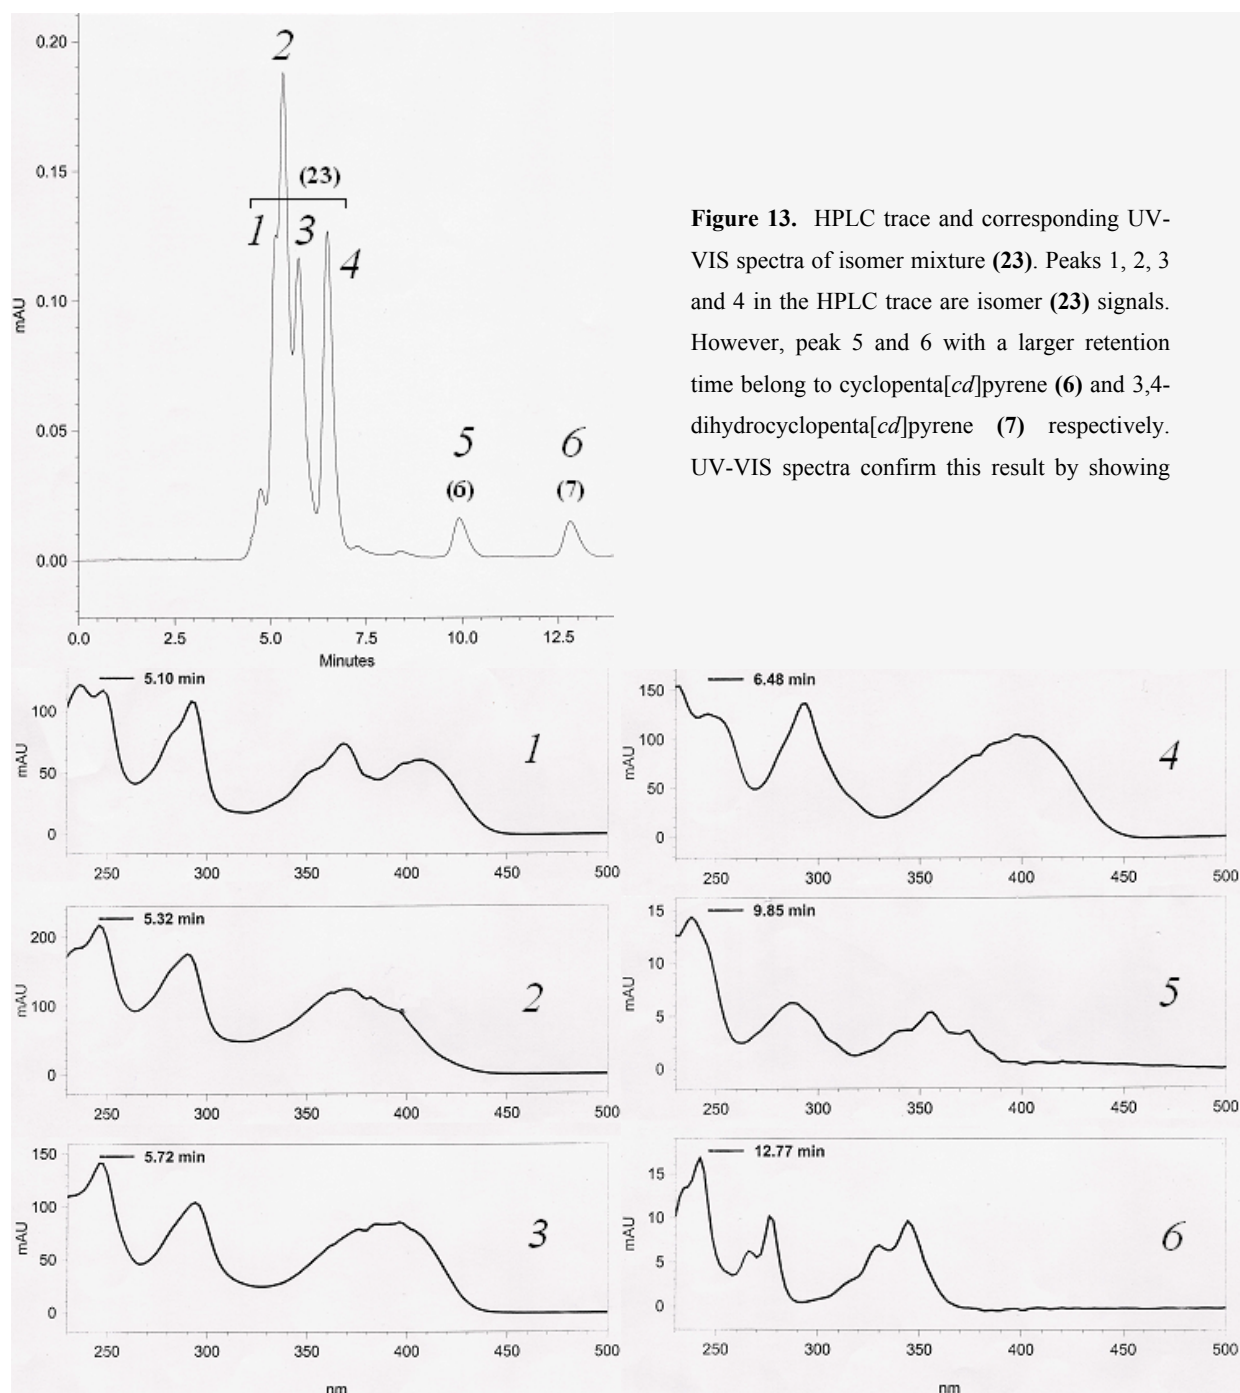 0.20
0.15
0.10
0.05
0.00
mAU
2
(23)
1
3
4
5
(6)
6
(7)
0.0
2.5
5.0
7.5
10.0
12.5
Minutes
Figure 13. HPLC trace and corresponding UV-
VIS spectra of isomer mixture (23). Peaks 1, 2, 3
and 4 in the HPLC trace are isomer (23) signals.
However, peak 5 and 6 with a larger retention
time belong to cyclopenta[cd]pyrene (6) and 3,4-
dihydrocyclopenta[cd]pyrene (7) respectively.
UV-VIS spectra confirm this result by showing
5.10 min
mAU
100
50
0
1
250 300 350 400 450 500
5.32 min
mAU
200
100
0
2
250 300 350 400 450 500
5.72 min
mAU
150
100
50
0
3
250 300 350 400 450 500
nm
6.48 min
mAU
150
100
50
0
4
250 300 350 400 450 500
9.85 min
mAU
15
10
5
0
5
250 300 350 400 450 500
12.77 min
mAU
15
10
5
0
6
250 300 350 400 450 500
nm